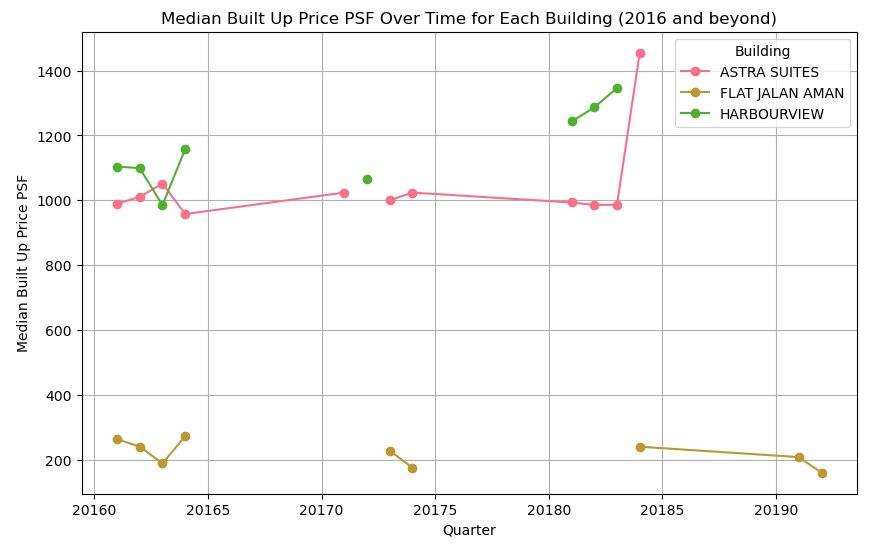 Median Built Up Price PSF Over Time for Each Building (2016 and beyond)
Building
ASTRA SUITES
FLAT JALAN AMAN
HARBOURVIEW
Median Built Up Price PSF
1400
1200
1000
800
600
400
200
20160 20165 20170 20175 20180 20185 20190
Quarter